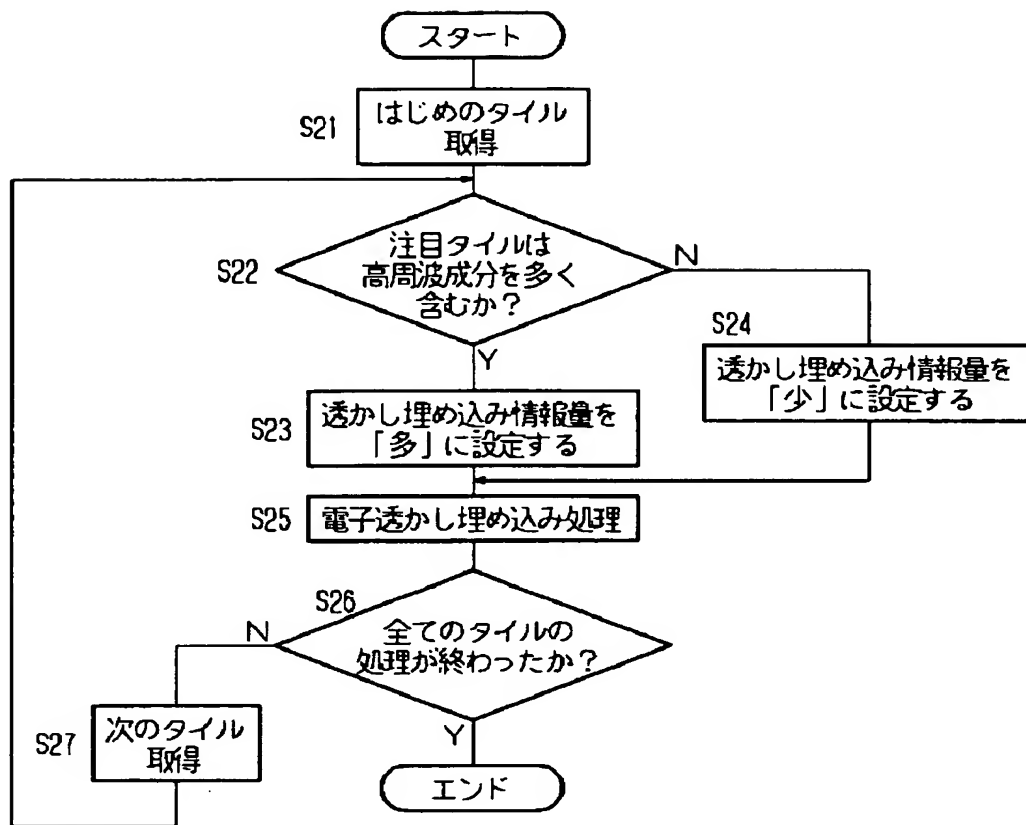 スタート
S21
はじめのタイル
取得
S22
注目タイルは
高周波成分を多く
含むか?
N
Y
S24
透かし埋め込み情報量を
「少」に設定する
S23
透かし埋め込み情報量を
「多」に設定する
S25
電子透かし埋め込み処理
S26
全てのタイルの
処理が終わったか?
N
Y
S27
次のタイル
取得
エンド